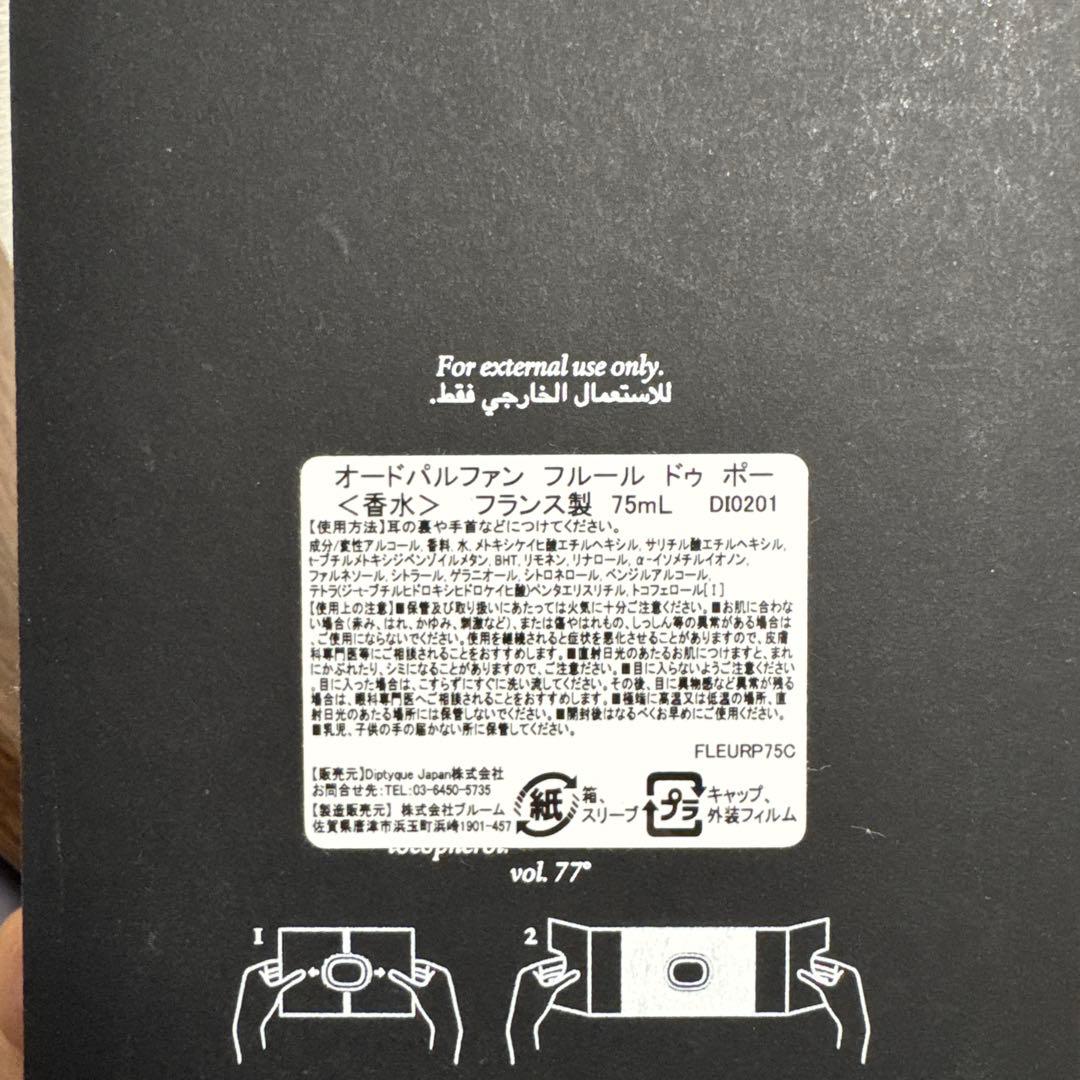 For external use only.
للاستعمال الخارجي فقط.
オードパルファン フルール ドゥ ポー
＜香水＞ フランス製 75mL DI0201
【使用方法】耳の裏や手首などにつけてください。
成分/変性アルコール, 香料, 水, メトキシケイヒ酸エチルヘキシル, サリチル酸エチルヘキシル,
t-ブチルメトキシジベンゾイルメタン, BHT, リモネン, リナロール, α-イソメチルイオノン,
ファルネソール, シトラール, ゲラニオール, シトロネロール, ベンジルアルコール,
テトラ(ジ-t-ブチルヒドロキシヒドロケイヒ酸)ペンタエリスリチル, トコフェロール[I]
【使用上の注意】■保管及び取り扱いにあたっては火気に十分ご注意ください。■お肌に合わな
い場合(赤み、はれ、かゆみ、刺激など)、または傷やはれもの、しっしん等の異常がある場合は
、ご使用にならないでください。使用を継続されると症状を悪化させることがありますので、皮膚
科専門医等にご相談されることをおすすめします。■直射日光のあたるお肌につけますと、まれ
にかぶれたり、シミになることがありますので、ご注意ださい。■目に入らないようご注意ください
。目に入った場合は、こすらずにすぐに洗い流してください。その後、目に異物感など異常が残る
場合は、眼科専門医へご相談されることをおすすめします。■極端に高温又は低温の場所、直
射日光のあたる場所には保管しないでください。■開封後はなるべくお早めにご使用ください。
■乳児、子供の手の届かない所に保管してください。
FLEURP75C
【販売元】Diptyque Japan株式会社
お問合せ先:TEL:03-6450-5735
【製造販売元】 株式会社ブルーム
佐賀県唐津市浜玉町浜崎1901-457
紙
箱、
スリーブ
プラ
キャップ、
外装フィルム
tocopherol.
vol. 77°
1
2